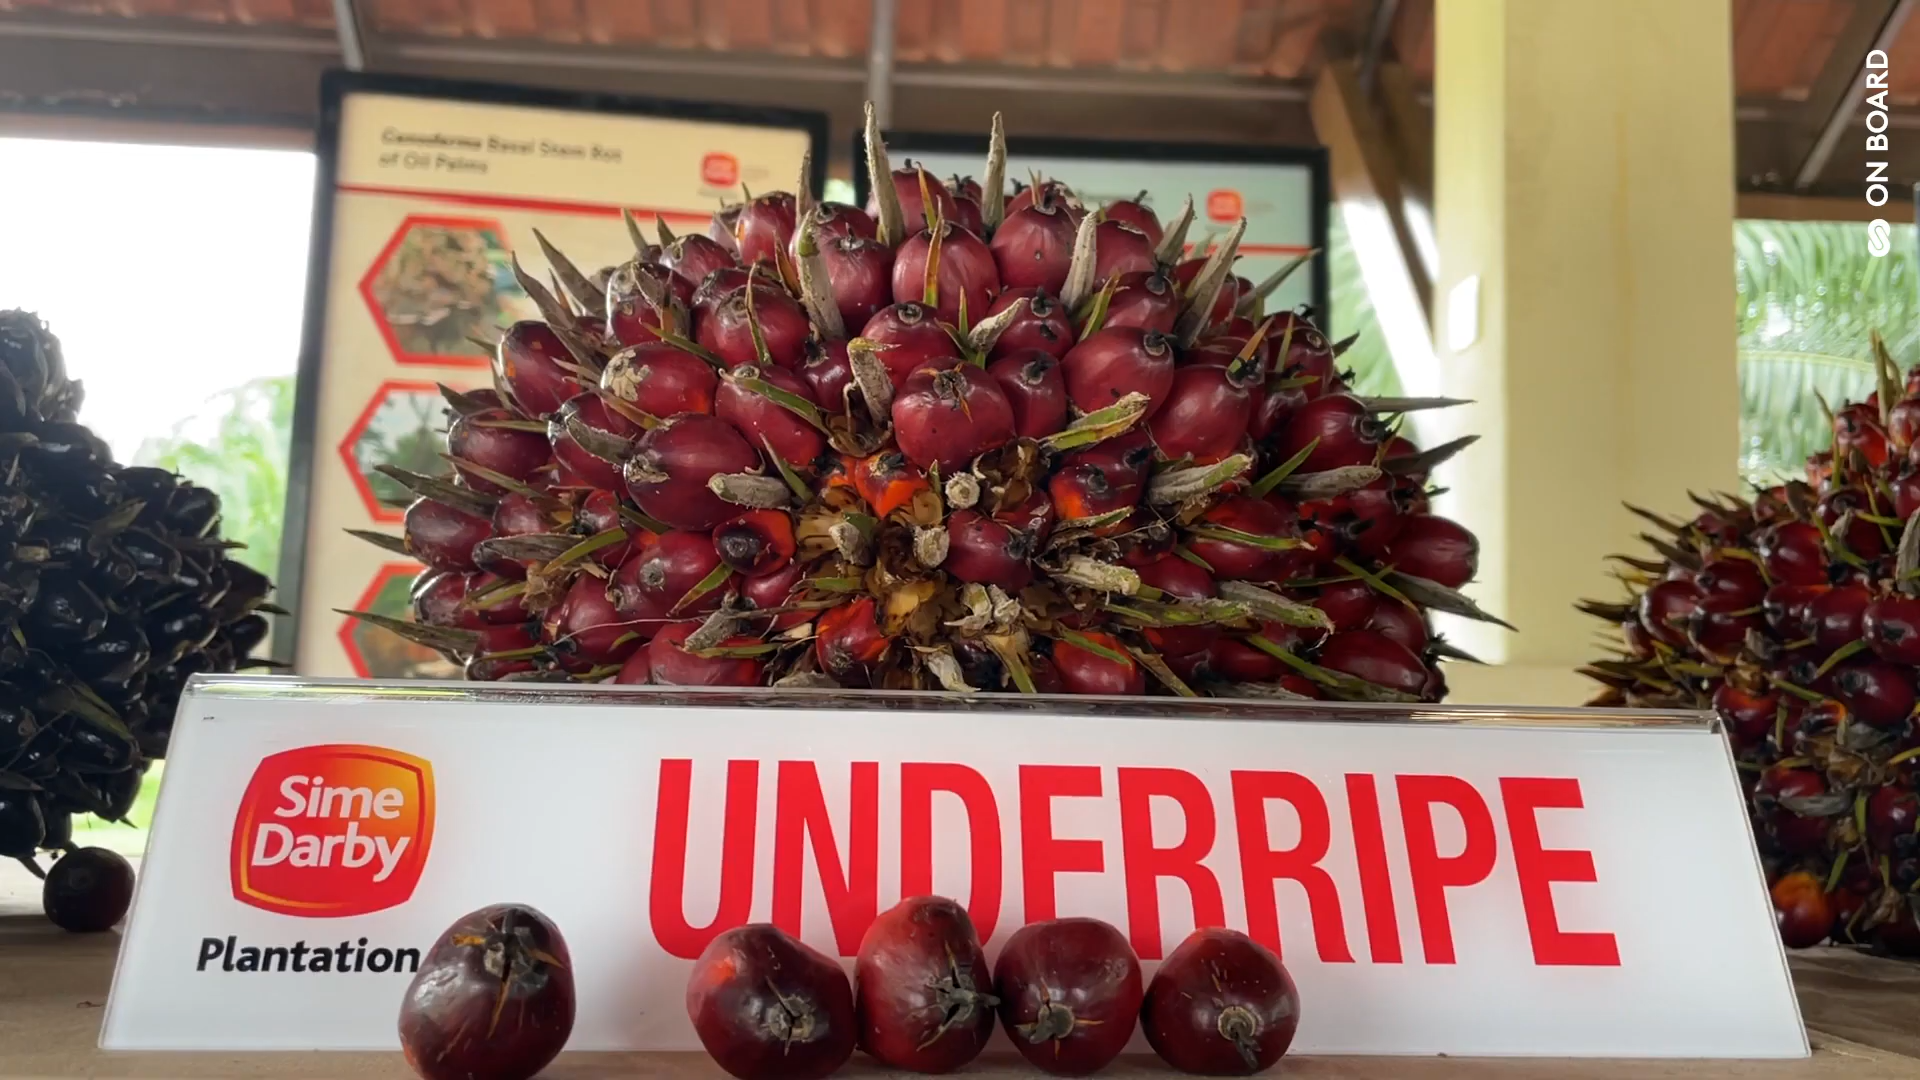 ON BOARD
Ganoderma Basal Stem Rot
of Oil Palms
Sime
Darby
Plantation
UNDERRIPE